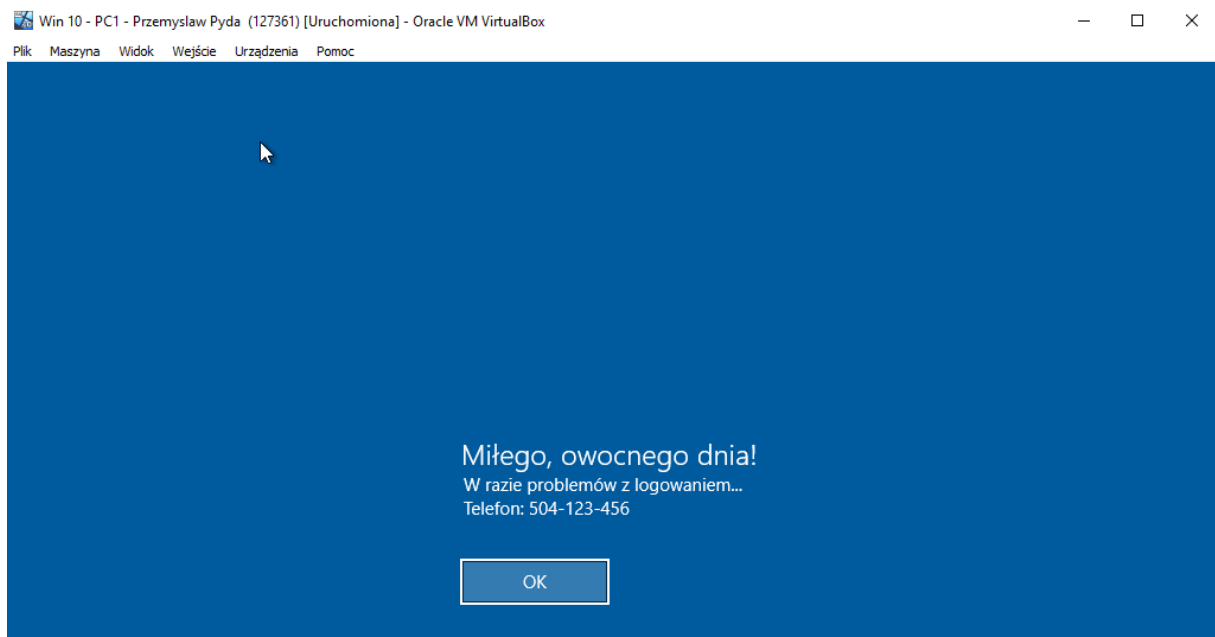 Win 10 - PC1 - Przemyslaw Pyda (127361) [Uruchomiona] - Oracle VM VirtualBox
Plik Maszyna Widok Wejście Urządzenia Pomoc
Miłego, owocnego dnia!
W razie problemów z logowaniem...
Telefon: 504-123-456
OK